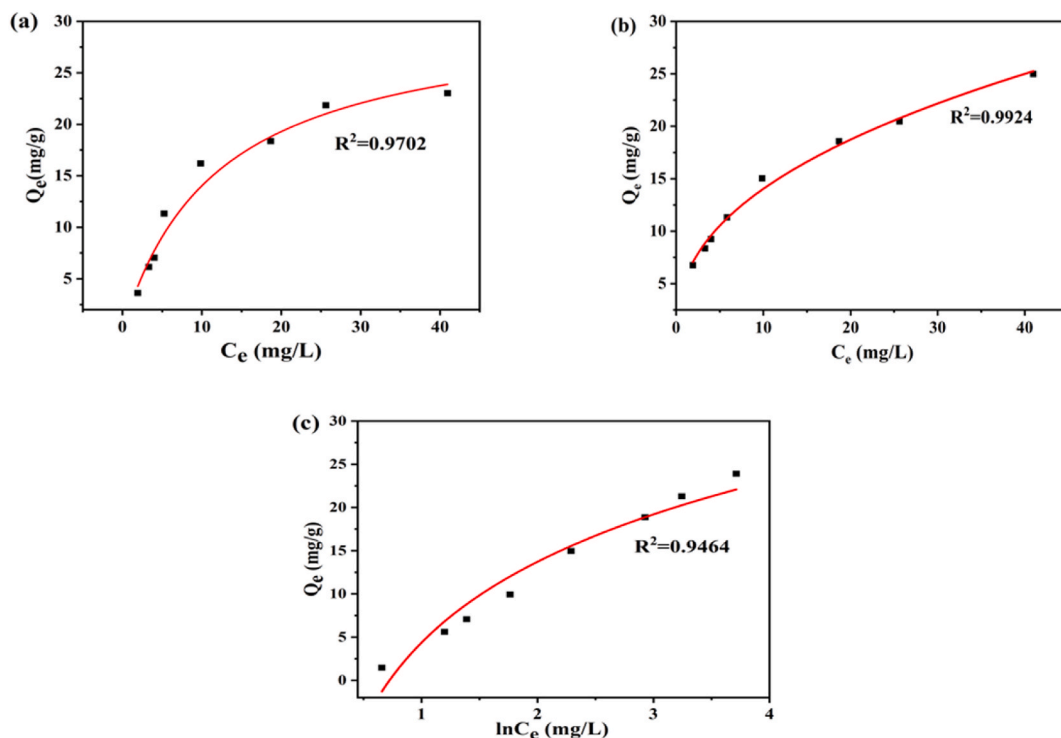 (a)
30
25
20
15
10
5
Qe(mg/g)
R²=0.9702
0 10 20 30 40
Ce (mg/L)
(b)
30
25
20
15
10
5
Qe (mg/g)
R²=0.9924
0 10 20 30 40
Ce (mg/L)
(c)
30
25
20
15
10
5
0
Qe (mg/g)
R²=0.9464
1 2 3 4
lnCe (mg/L)